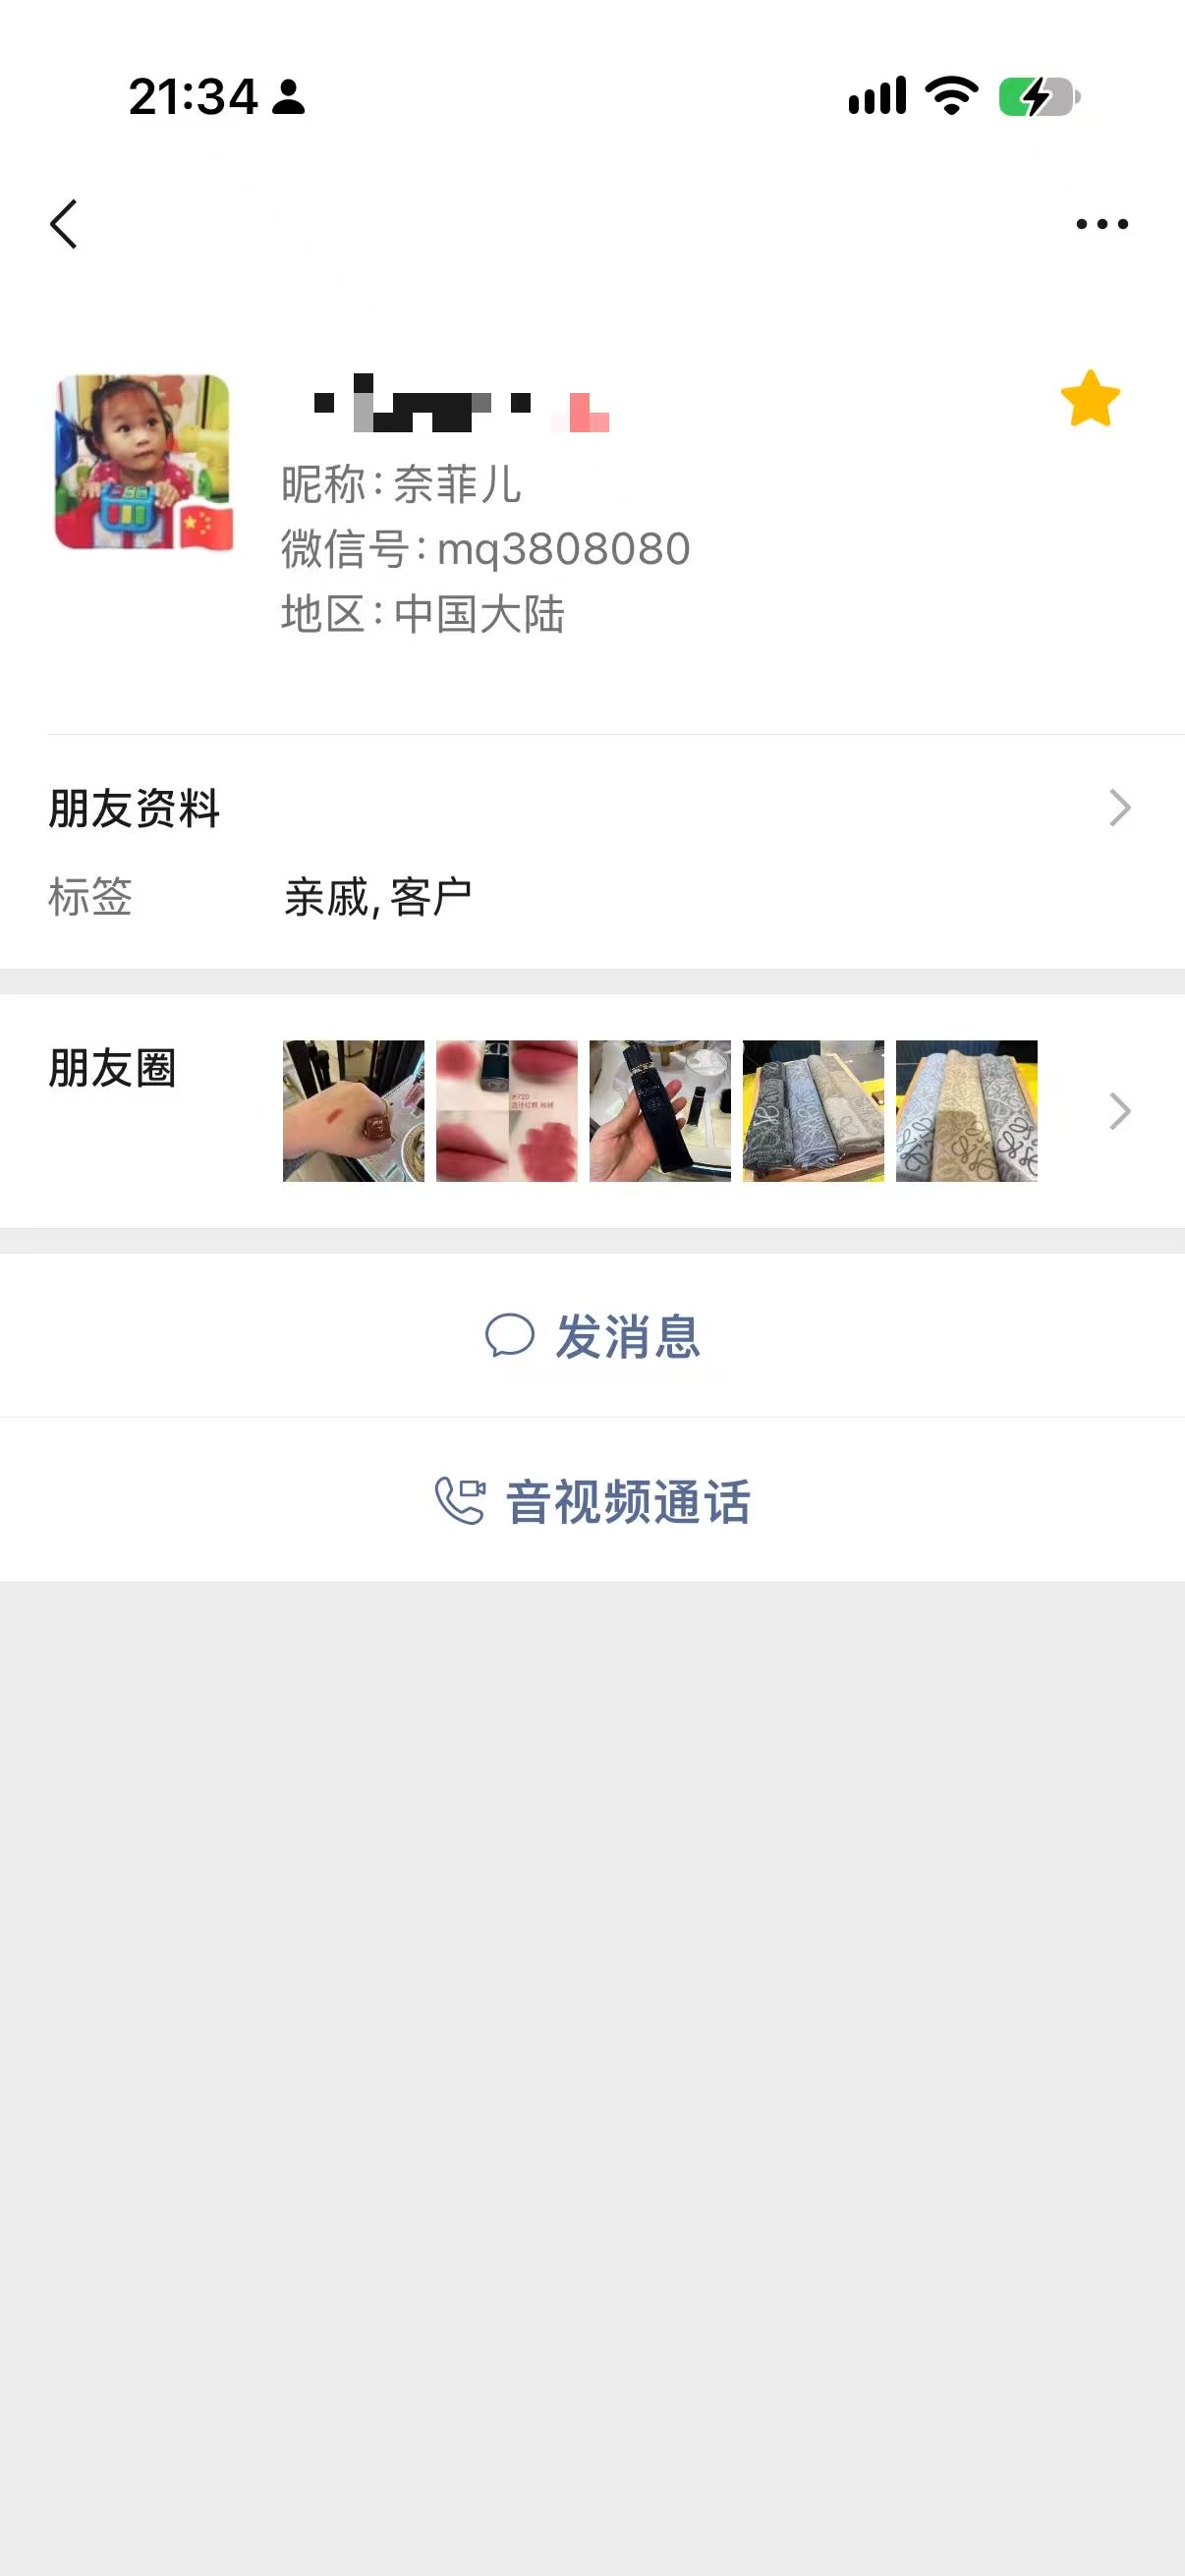 21:34
昵称:奈菲儿
微信号:mq3808080
地区:中国大陆
朋友资料
标签 亲戚,客户
朋友圈
#720
发消息
音视频通话